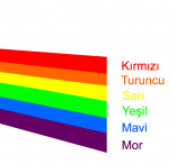 Kırmızı
Turuncu
Sarı
Yeşil
Mavi
Mor